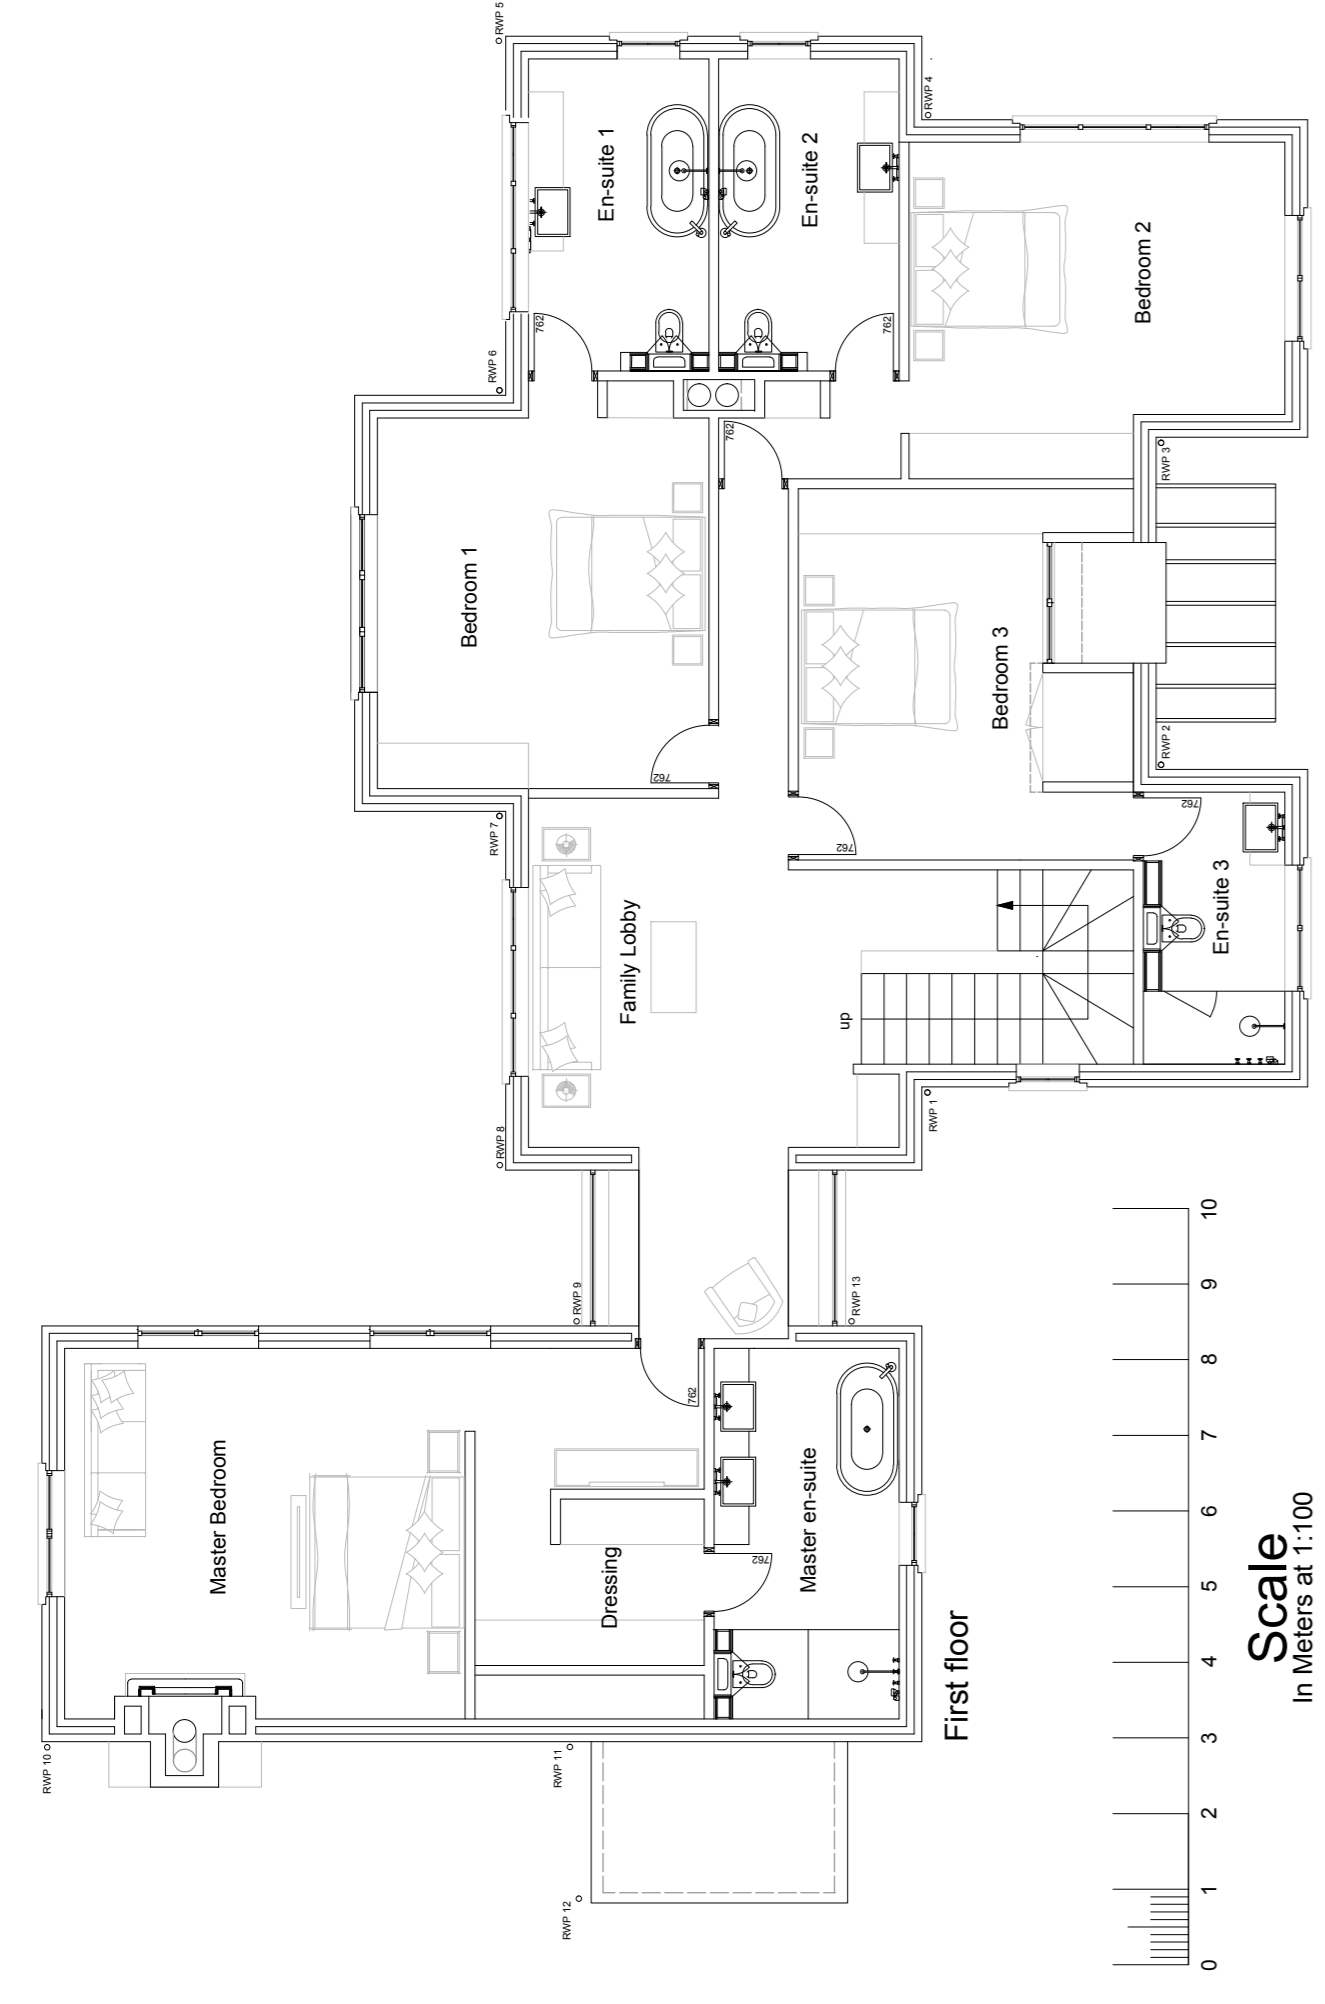 RWP 10
Master Bedroom
Bedroom 1
RWP 8
RWP 7
RWP 6
RWP 5
762
RWP 11
RWP 12
RWP 9
Dressing
Family Lobby
En-suite 1
762
762
762
762
Master en-suite
En-suite 2
up
762
RWP 13
762
First floor
RWP 1
RWP 4
Bedroom 3
Bedroom 2
RWP 2
RWP 3
762
En-suite 3
0 1 2 3 4 5 6 7 8 9 10
Scale
In Meters at 1:100